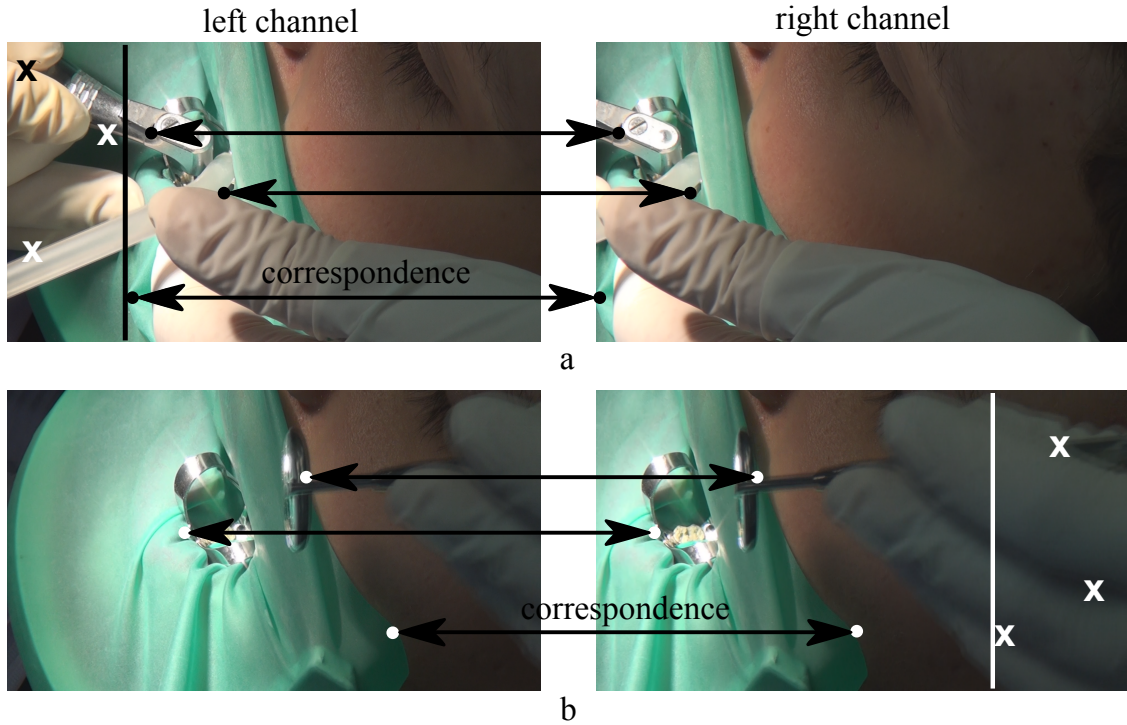 left channel
right channel
x
x
x
correspondence
a
x
x
correspondence
x
b